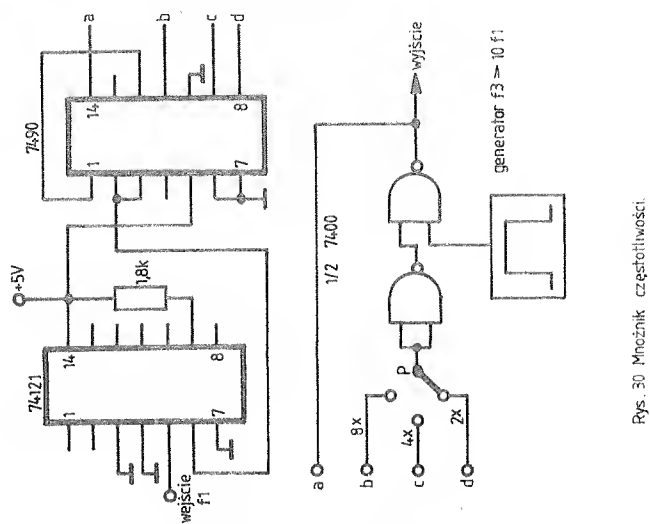 74121
+5V
1
14
7
8
1,8k
wejście
f1
7490
1
14
7
8
a
b
c
d
a
b
c
d
8x
4x
2x
P
1/2 7400
wyjście
generator f3 ≥ 10 f1
Rys. 30 Mnożnik częstotliwości.